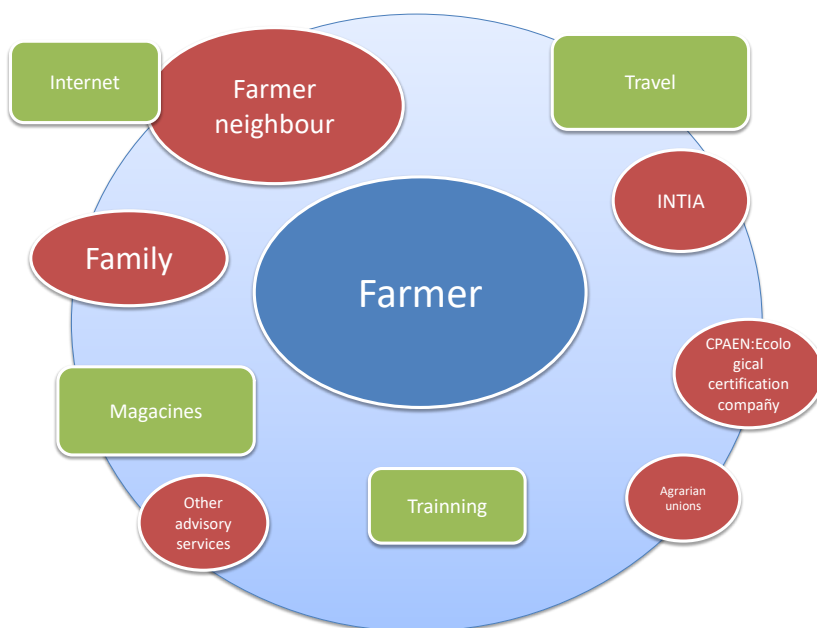 Internet
Farmer
neighbour
Travel
INTIA
Family
Farmer
CPAEN:Ecolo
gical
certification
compañy
Magacines
Other
advisory
services
Trainning
Agrarian
unions